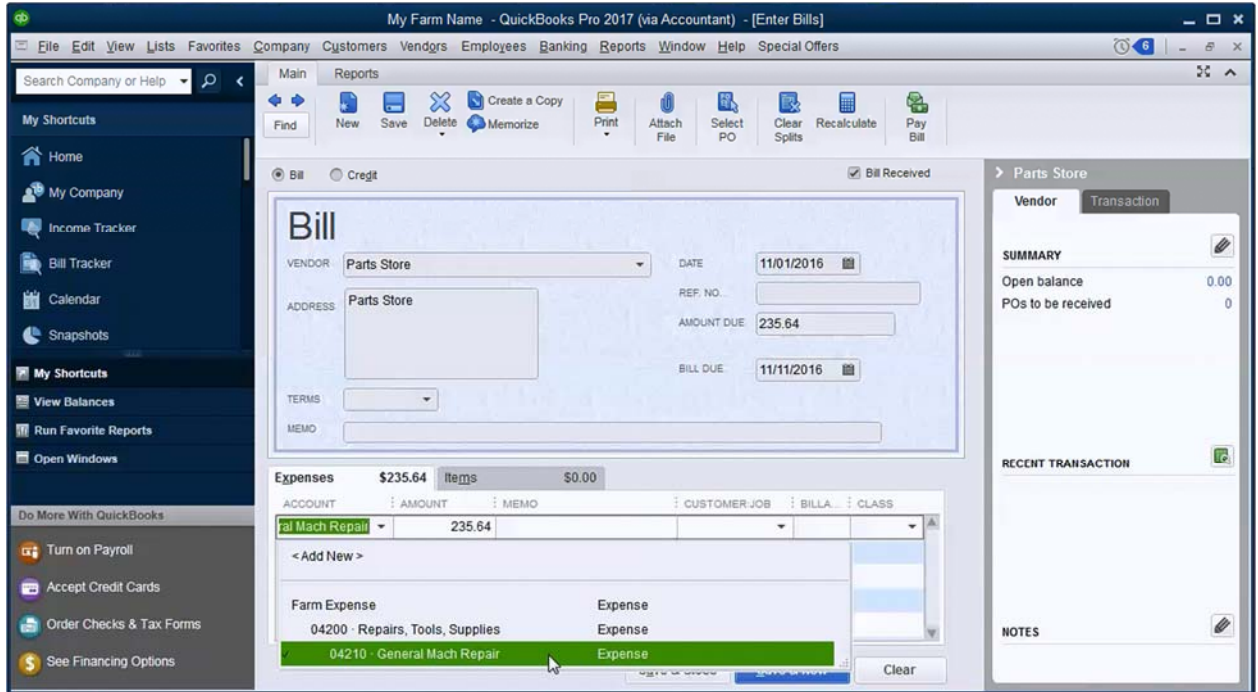 qb My Farm Name - QuickBooks Pro 2017 (via Accountant) - [Enter Bills]
File Edit View Lists Favorites Company Customers Vendors Employees Banking Reports Window Help Special Offers 6
Search Company or Help
My Shortcuts
Home
My Company
Income Tracker
Bill Tracker
Calendar
Snapshots
My Shortcuts
View Balances
Run Favorite Reports
Open Windows
Do More With QuickBooks
Turn on Payroll
Accept Credit Cards
Order Checks & Tax Forms
See Financing Options
Main Reports
Find New Save Delete Create a Copy Memorize Print Attach File Select PO Clear Splits Recalculate Pay Bill
Bill Credit Bill Received
Bill
VENDOR Parts Store DATE 11/01/2016
ADDRESS Parts Store REF. NO.
AMOUNT DUE 235.64
BILL DUE 11/11/2016
TERMS
MEMO
Expenses $235.64 Items $0.00
ACCOUNT AMOUNT MEMO CUSTOMER:JOB BILLA... CLASS
ral Mach Repair 235.64
< Add New >
Farm Expense Expense
04200 · Repairs, Tools, Supplies Expense
04210 · General Mach Repair Expense
Clear
Parts Store
Vendor Transaction
SUMMARY
Open balance 0.00
POs to be received 0
RECENT TRANSACTION
NOTES